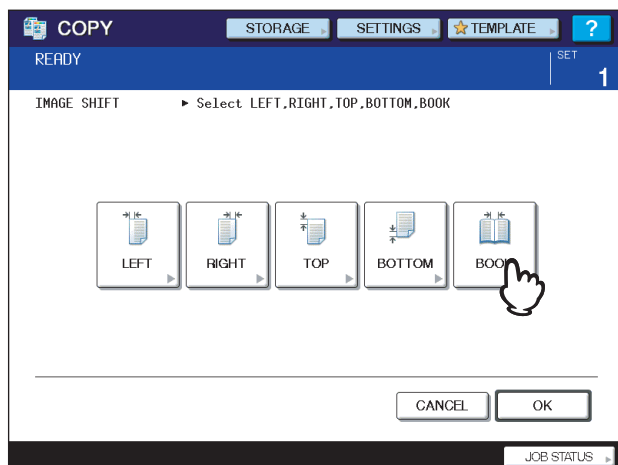 COPY STORAGE SETTINGS TEMPLATE ?
READY SET
1
IMAGE SHIFT ► Select LEFT,RIGHT,TOP,BOTTOM,BOOK
LEFT RIGHT TOP BOTTOM BOOK
CANCEL OK
JOB STATUS